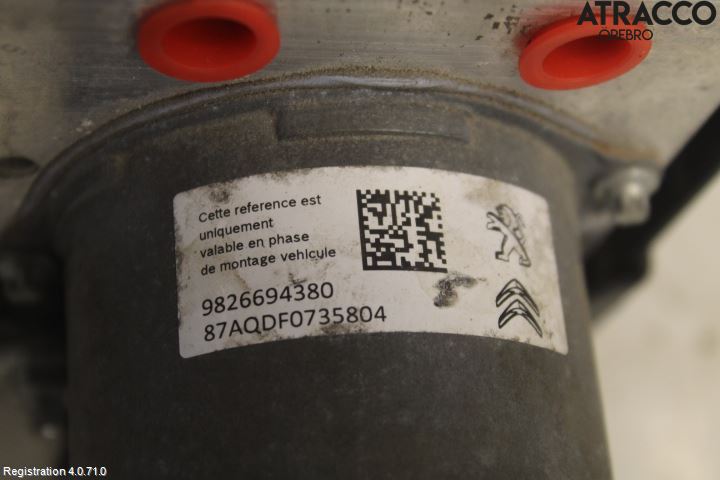 ATRACCO
ÖREBRO
Cette reference est
uniquement
valable en phase
de montage vehicule
9826694380
87AQDF0735804
Registration 4.0.71.0